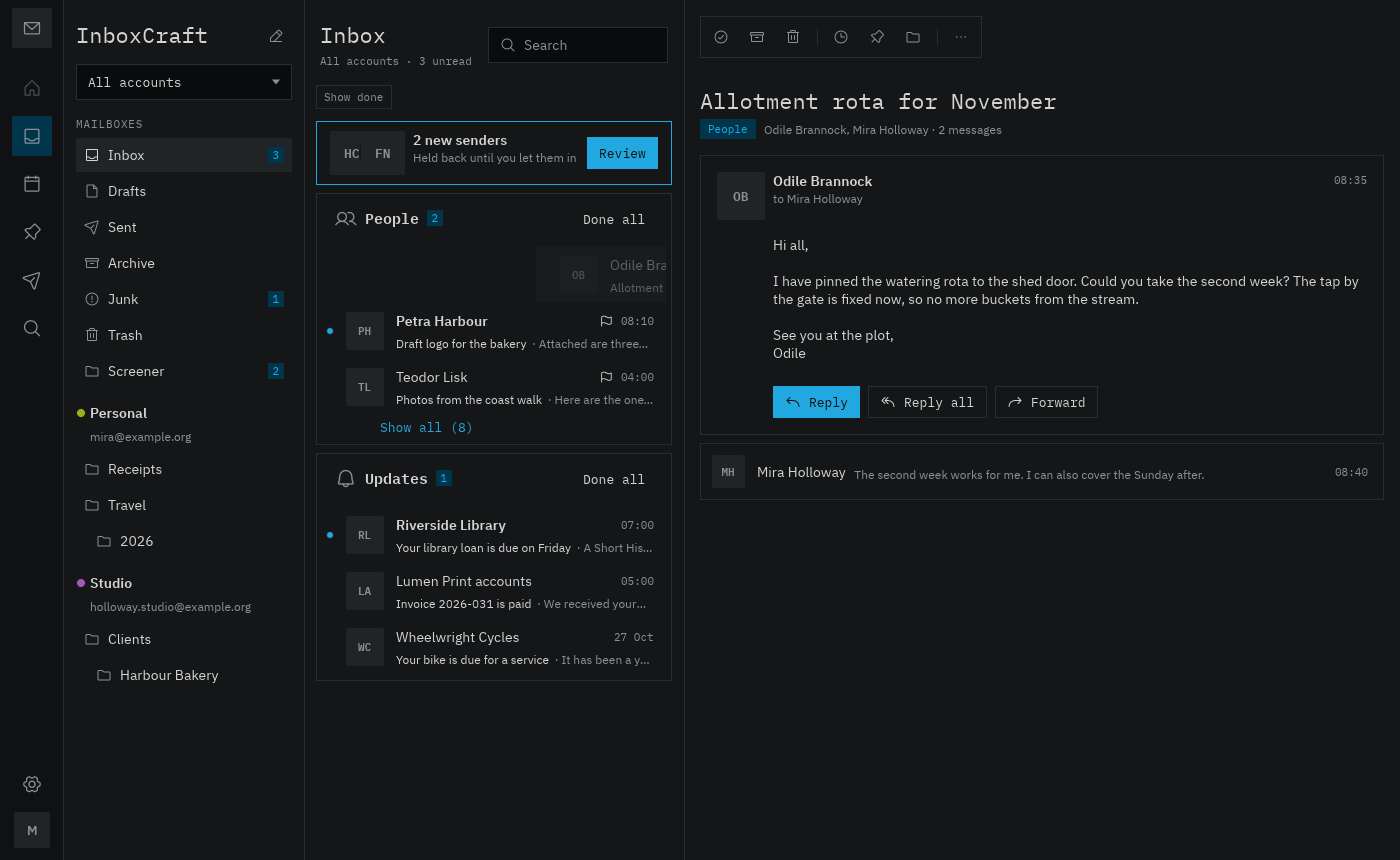 InboxCraft
All accounts
MAILBOXES
Inbox 3
Drafts
Sent
Archive
Junk 1
Trash
Screener 2
Personal
mira@example.org
Receipts
Travel
2026
Studio
holloway.studio@example.org
Clients
Harbour Bakery
M
Inbox
All accounts · 3 unread
Search
Show done
HC FN
2 new senders
Held back until you let them in
Review
People 2
Done all
OB
Odile Bra
Allotment
PH
Petra Harbour 08:10
Draft logo for the bakery · Attached are three...
TL
Teodor Lisk 04:00
Photos from the coast walk · Here are the one...
Show all (8)
Updates 1
Done all
RL
Riverside Library 07:00
Your library loan is due on Friday · A Short His...
LA
Lumen Print accounts 05:00
Invoice 2026-031 is paid · We received your...
WC
Wheelwright Cycles 27 Oct
Your bike is due for a service · It has been a y...
Allotment rota for November
People Odile Brannock, Mira Holloway · 2 messages
OB
Odile Brannock 08:35
to Mira Holloway
Hi all,
I have pinned the watering rota to the shed door. Could you take the second week? The tap by
the gate is fixed now, so no more buckets from the stream.
See you at the plot,
Odile
Reply
Reply all
Forward
MH
Mira Holloway The second week works for me. I can also cover the Sunday after. 08:40